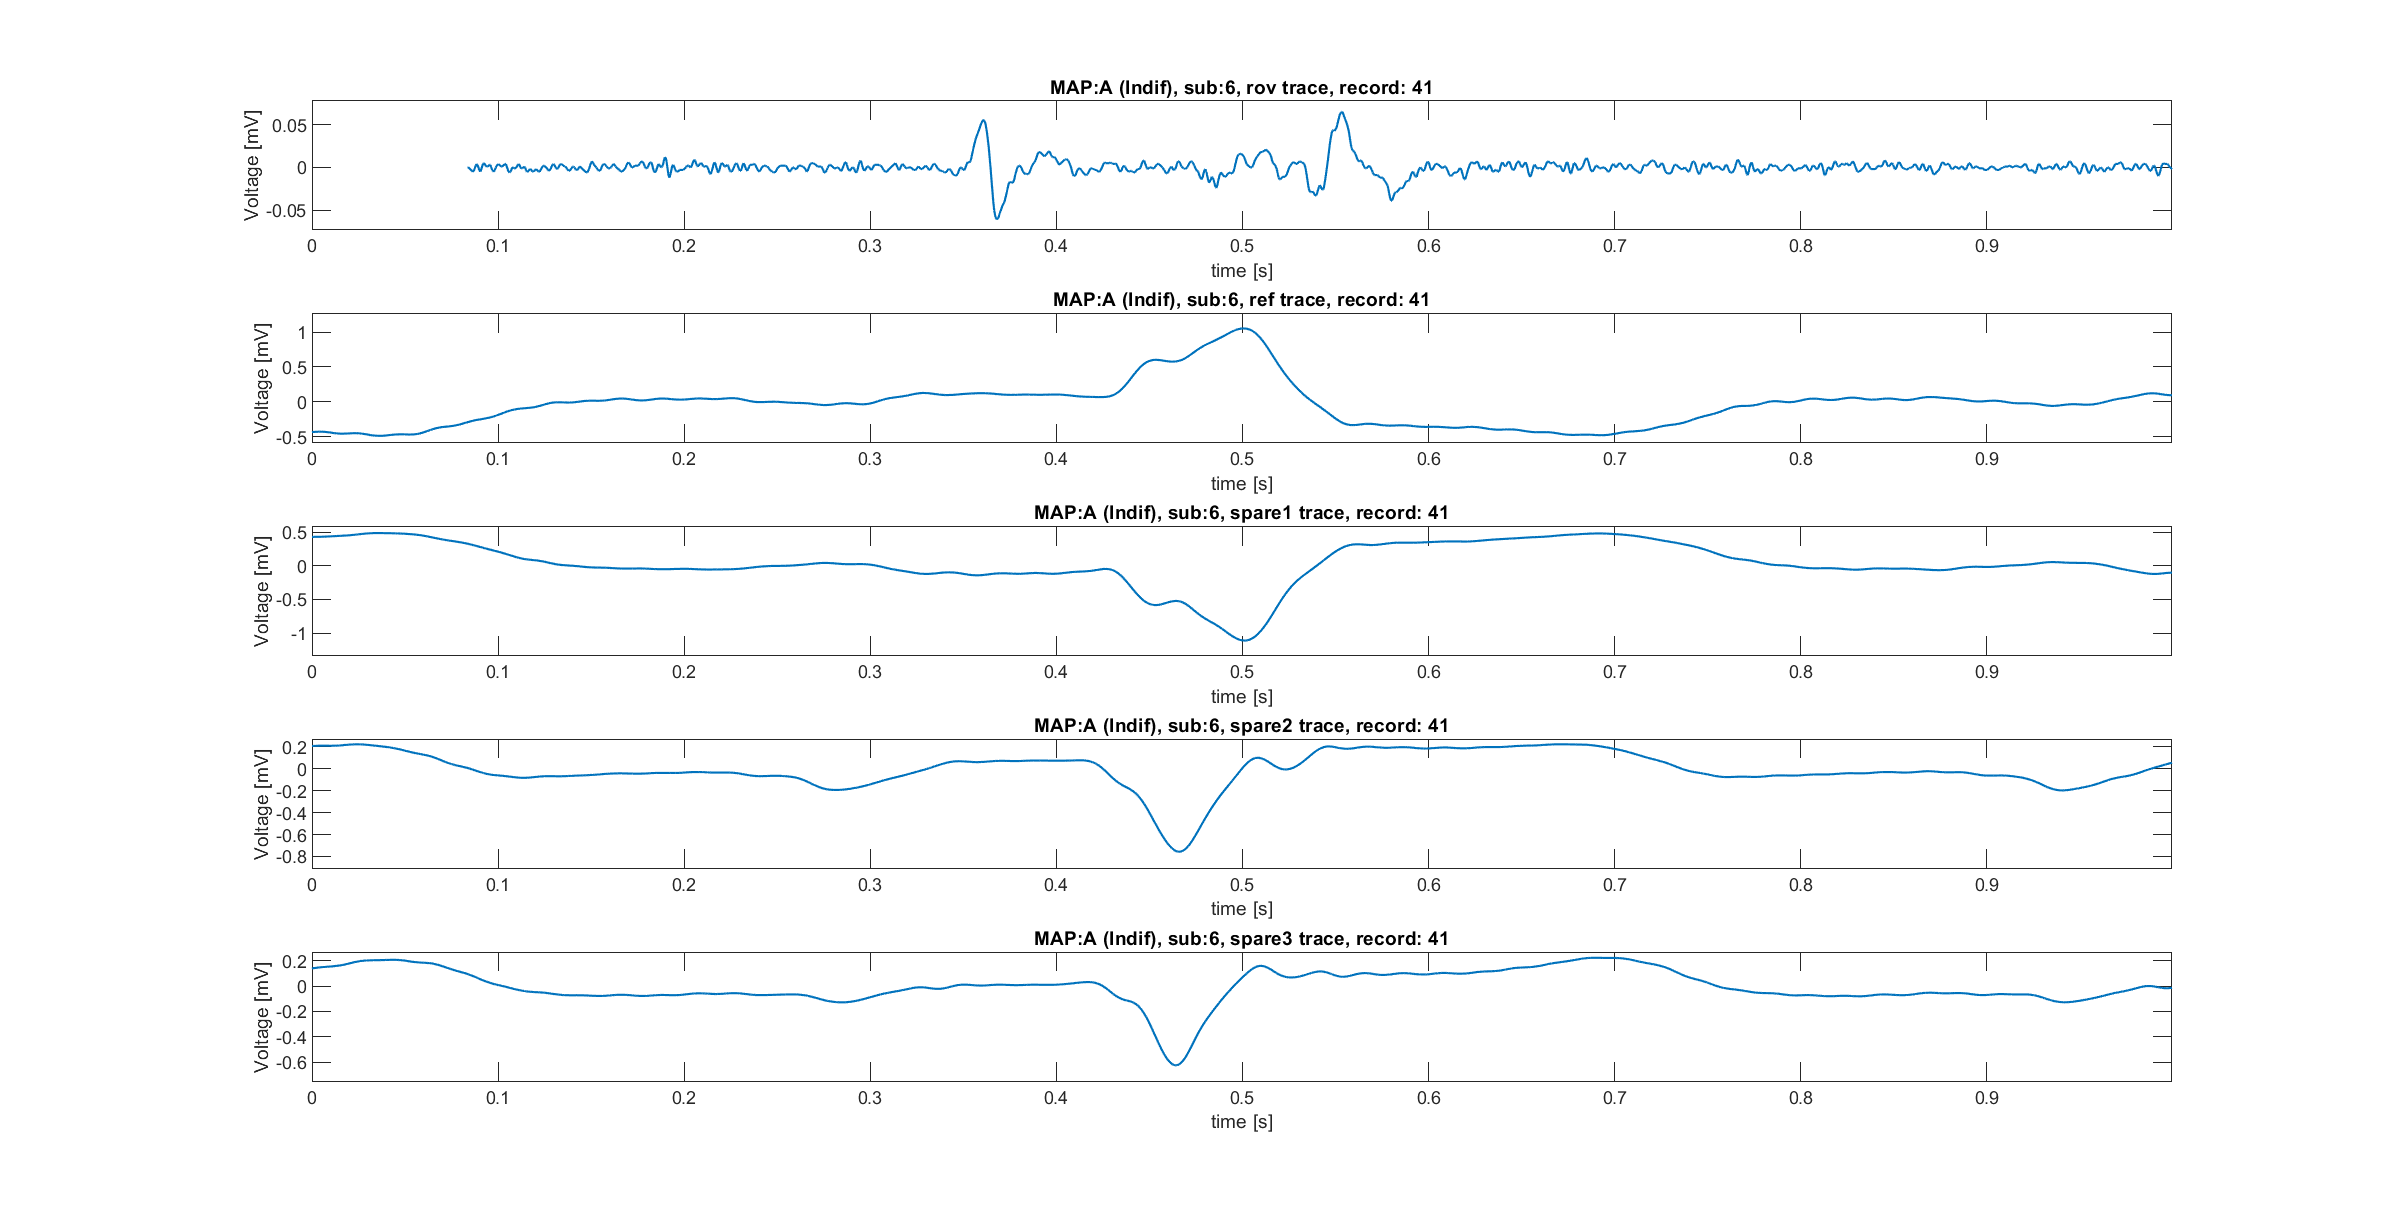 MAP:A (Indif), sub:6, rov trace, record: 41
Voltage [mV]
0.05
0
-0.05
0 0.1 0.2 0.3 0.4 0.5 0.6 0.7 0.8 0.9
time [s]
MAP:A (Indif), sub:6, ref trace, record: 41
Voltage [mV]
1
0.5
0
-0.5
0 0.1 0.2 0.3 0.4 0.5 0.6 0.7 0.8 0.9
time [s]
MAP:A (Indif), sub:6, spare1 trace, record: 41
Voltage [mV]
0.5
0
-0.5
-1
0 0.1 0.2 0.3 0.4 0.5 0.6 0.7 0.8 0.9
time [s]
MAP:A (Indif), sub:6, spare2 trace, record: 41
Voltage [mV]
0.2
0
-0.2
-0.4
-0.6
-0.8
0 0.1 0.2 0.3 0.4 0.5 0.6 0.7 0.8 0.9
time [s]
MAP:A (Indif), sub:6, spare3 trace, record: 41
Voltage [mV]
0.2
0
-0.2
-0.4
-0.6
0 0.1 0.2 0.3 0.4 0.5 0.6 0.7 0.8 0.9
time [s]